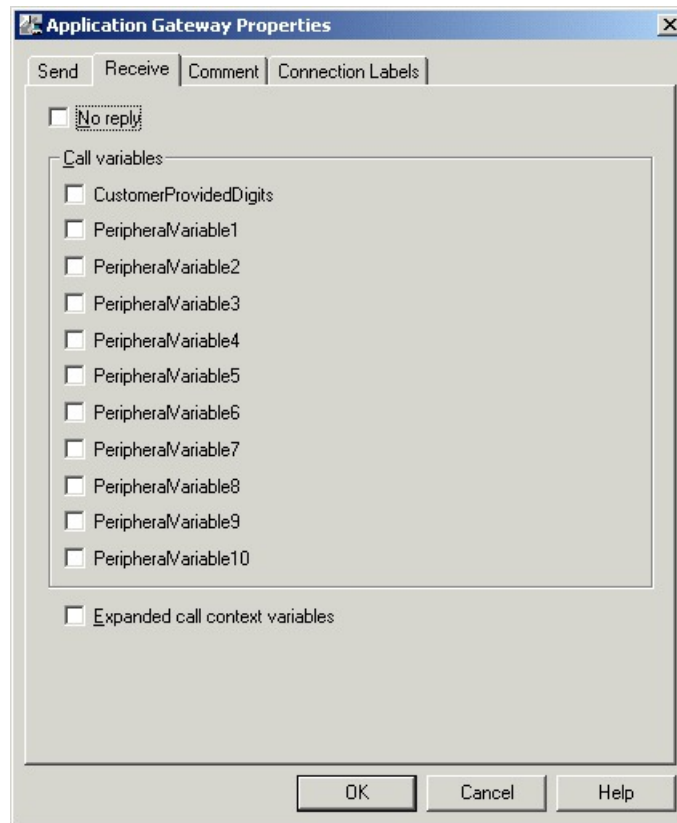 Application Gateway Properties
Send Receive Comment Connection Labels
No reply
Call variables
CustomerProvidedDigits
PeripheralVariable1
PeripheralVariable2
PeripheralVariable3
PeripheralVariable4
PeripheralVariable5
PeripheralVariable6
PeripheralVariable7
PeripheralVariable8
PeripheralVariable9
PeripheralVariable10
Expanded call context variables
OK Cancel Help